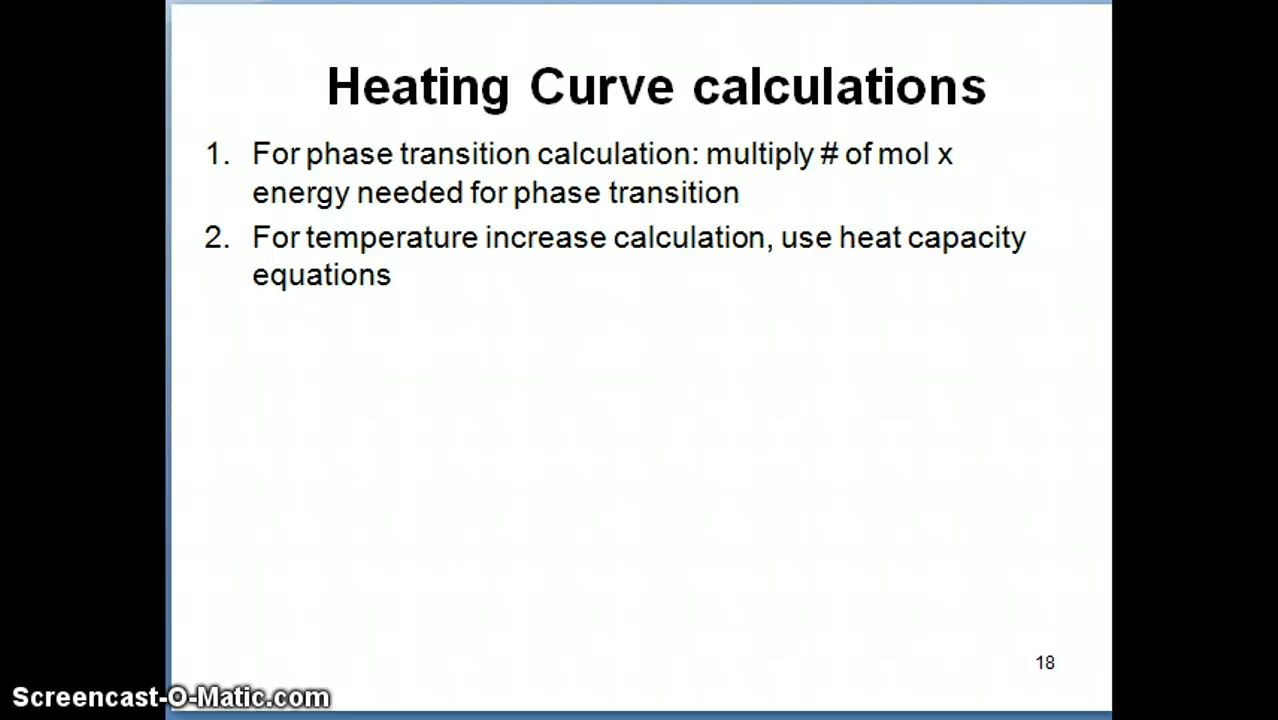 Heating Curve calculations
1. For phase transition calculation: multiply # of mol x
energy needed for phase transition
2. For temperature increase calculation, use heat capacity
equations
18
Screencast-O-Matic.com